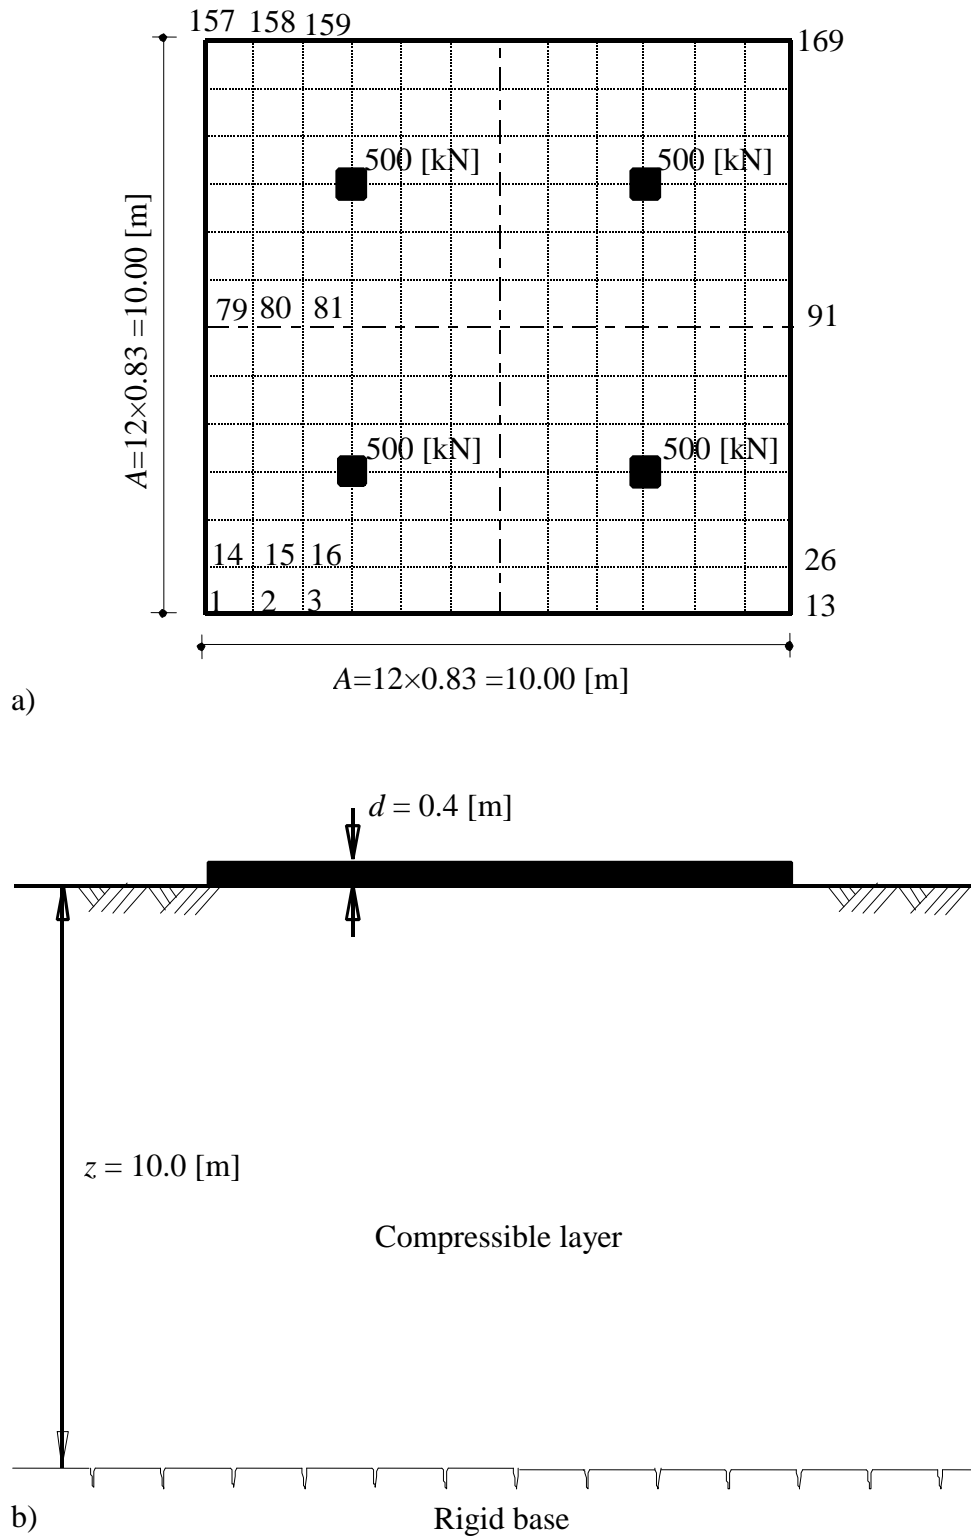 157 158 159
169
500 [kN] 500 [kN]
A=12×0.83 =10.00 [m]
79 80 81
91
500 [kN] 500 [kN]
14 15 16
26
1 2 3
13
A=12×0.83 =10.00 [m]
a)
d = 0.4 [m]
z = 10.0 [m]
Compressible layer
b)
Rigid base